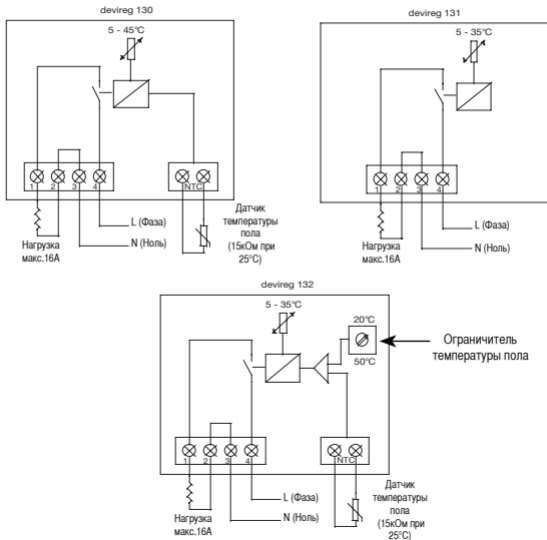 devireg 130
5 - 45°C
1 2 3 4
NTC
L (Фаза)
N (Ноль)
Нагрузка
макс.16А
Датчик
температуры
пола
(15кОм при
25°C)
devireg 131
5 - 35°C
1 2 3 4
L (Фаза)
N (Ноль)
Нагрузка
макс.16А
devireg 132
5 - 35°C
20°C
50°C
Ограничитель
температуры пола
1 2 3 4
NTC
L (Фаза)
N (Ноль)
Нагрузка
макс.16А
Датчик
температуры
пола
(15кОм при
25°C)